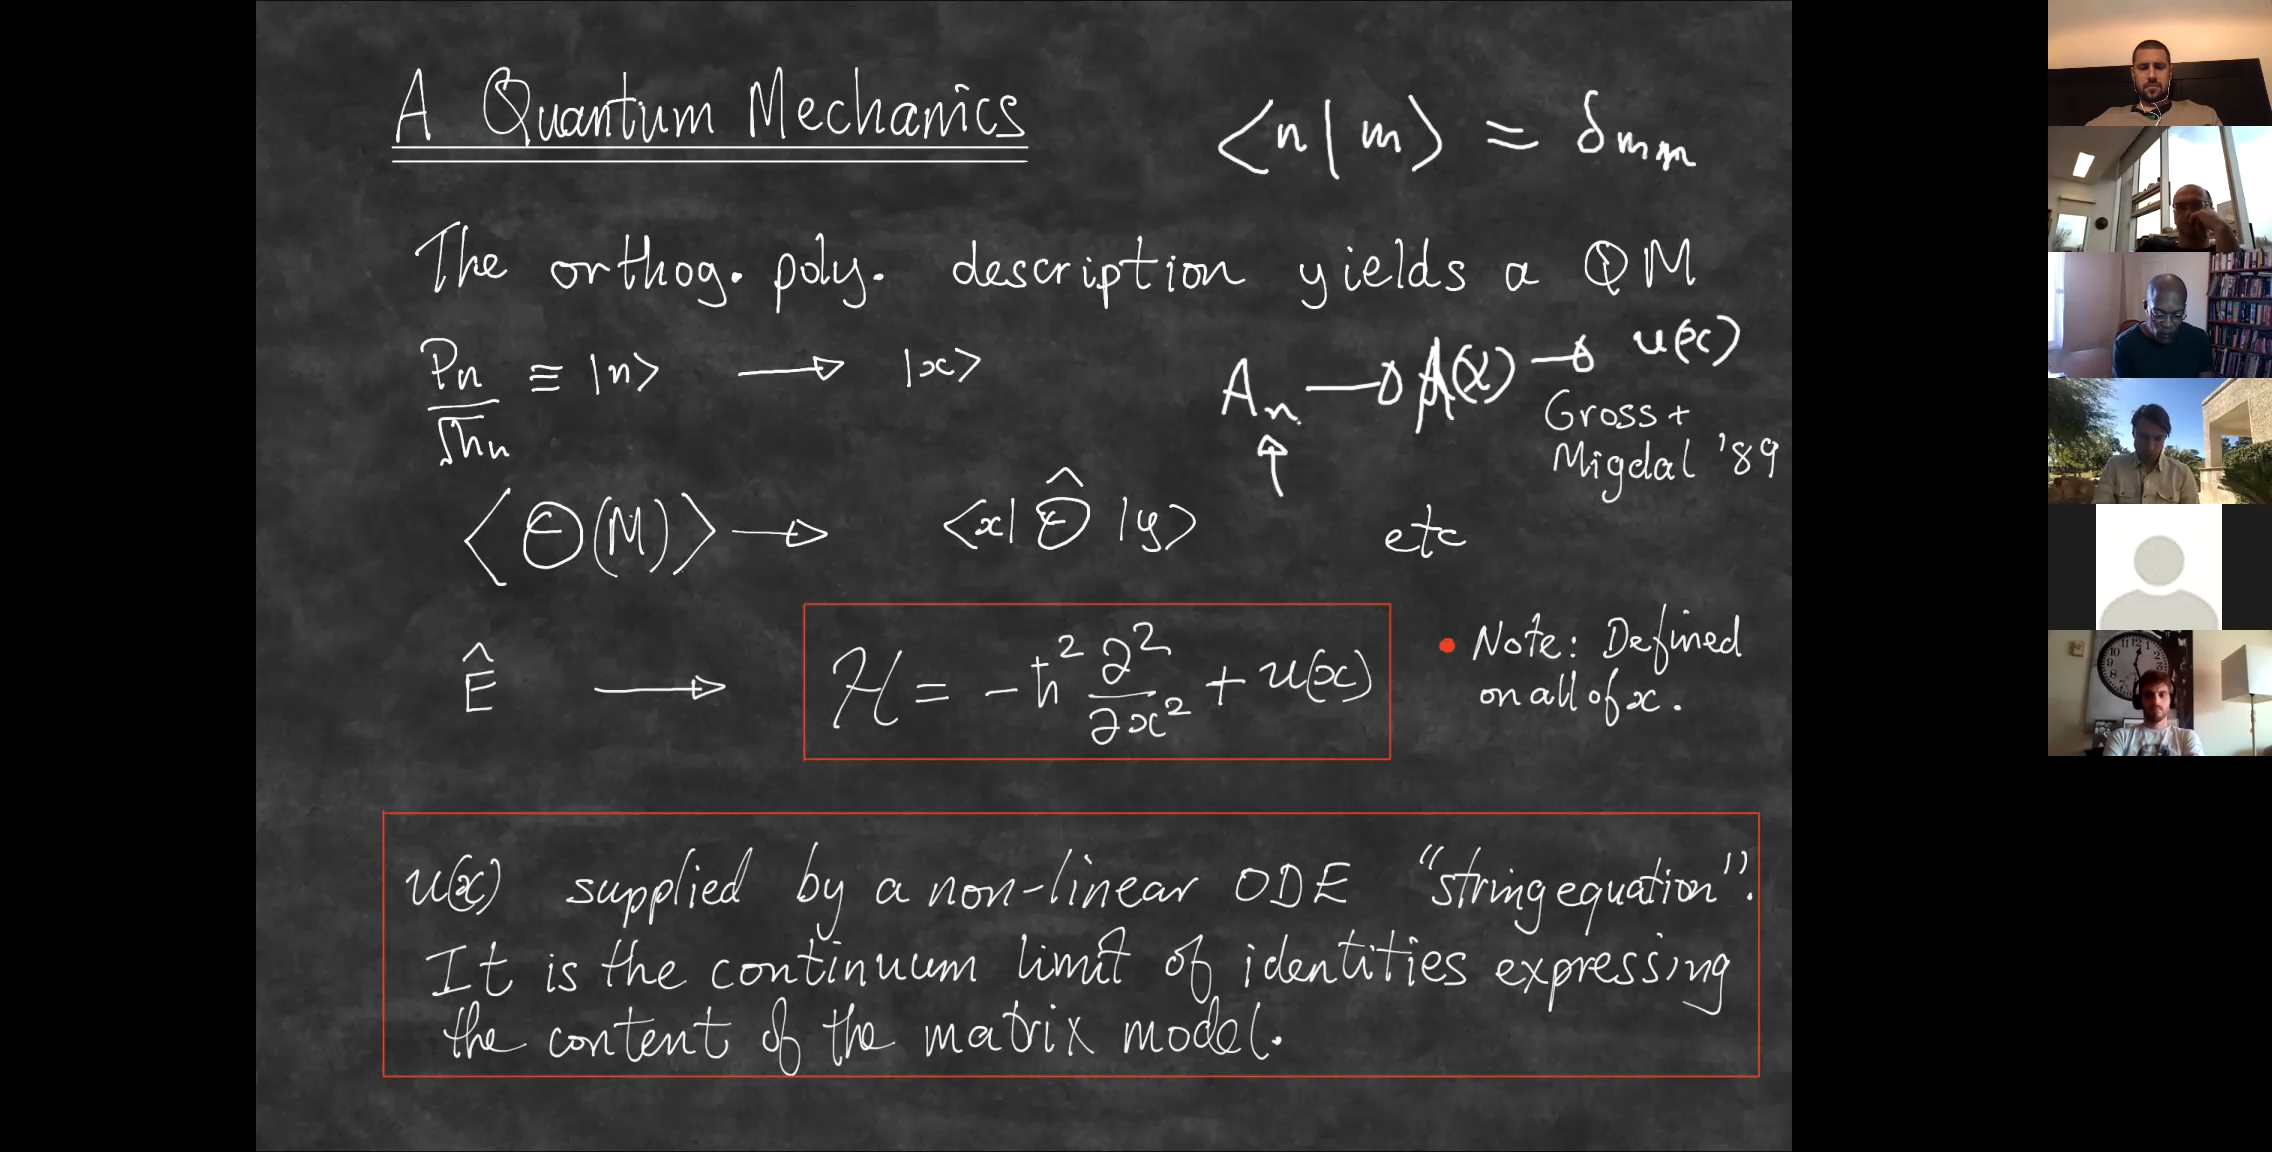 A Quantum Mechanics
⟨n|m⟩ = δmn
The orthog. poly. description yields a QM
Pn/√hn ≡ |n⟩ → |x⟩
An → A(X) → u(x)
Gross +
Migdal '89
↑
⟨Θ(M)⟩ → ⟨x| Θ̂ |y⟩ etc
Ê → H = -ħ² ∂²/∂x² + u(x)
• Note: Defined
on all of x.
u(x) supplied by a non-linear ODE "string equation".
It is the continuum limit of identities expressing
the content of the matrix model.